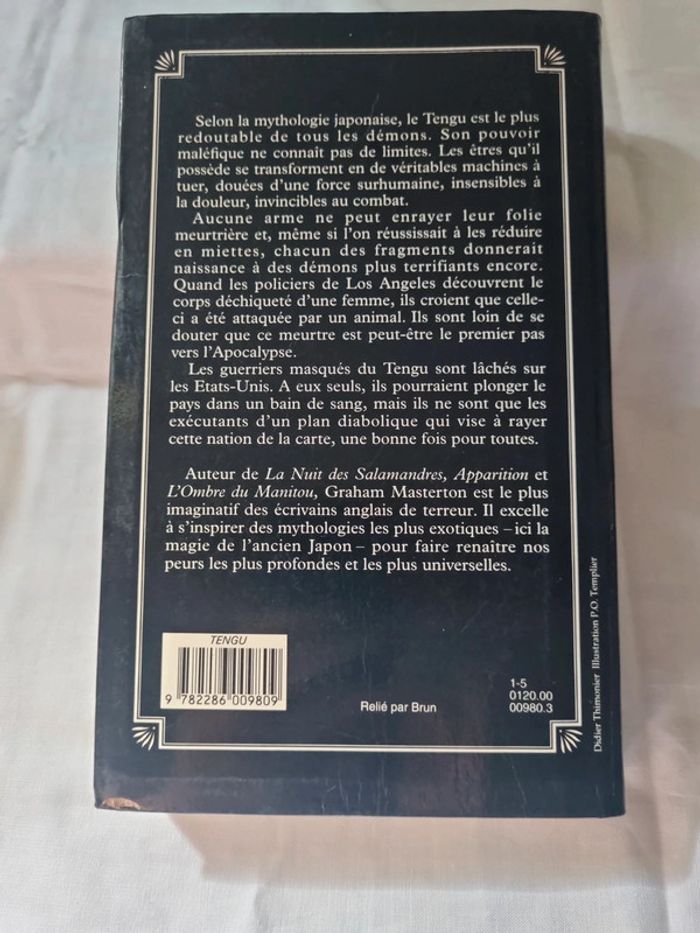 Selon la mythologie japonaise, le Tengu est le plus
redoutable de tous les démons. Son pouvoir
maléfique ne connait pas de limites. Les êtres qu'il
possède se transforment en de véritables machines à
tuer, douées d'une force surhumaine, insensibles à
la douleur, invincibles au combat.
Aucune arme ne peut enrayer leur folie
meurtrière et, même si l'on réussissait à les réduire
en miettes, chacun des fragments donnerait
naissance à des démons plus terrifiants encore.
Quand les policiers de Los Angeles découvrent le
corps déchiqueté d'une femme, ils croient que celle-
ci a été attaquée par un animal. Ils sont loin de se
douter que ce meurtre est peut-être le premier pas
vers l'Apocalypse.
Les guerriers masqués du Tengu sont lâchés sur
les Etats-Unis. A eux seuls, ils pourraient plonger le
pays dans un bain de sang, mais ils ne sont que les
exécutants d'un plan diabolique qui vise à rayer
cette nation de la carte, une bonne fois pour toutes.
Auteur de La Nuit des Salamandres, Apparition et
L'Ombre du Manitou, Graham Masterton est le plus
imaginatif des écrivains anglais de terreur. Il excelle
à s'inspirer des mythologies les plus exotiques – ici la
magie de l'ancien Japon – pour faire renaître nos
peurs les plus profondes et les plus universelles.
TENGU
9 782286 009809
Relié par Brun
1-5
0120.00
00980.3
Didier Thimonier Illustration P.O. Templier